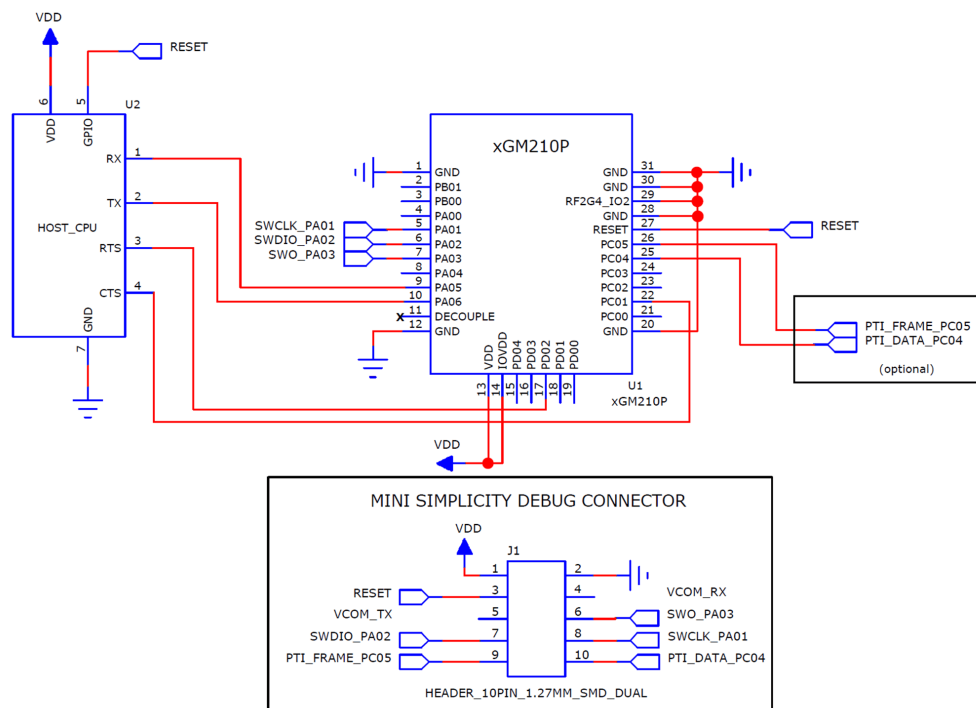 VDD
RESET
6
5
U2
VDD
GPIO
RX
1
TX
2
HOST_CPU
RTS
3
CTS
4
GND
7
xGM210P
1
GND
GND
31
2
PB01
GND
30
3
PB00
RF2G4_IO2
29
4
PA00
GND
28
SWCLK_PA01
5
PA01
RESET
27
RESET
SWDIO_PA02
6
PA02
PC05
26
SWO_PA03
7
PA03
PC04
25
8
PA04
PC03
24
9
PA05
PC02
23
10
PA06
PC01
22
X
11
DECOUPLE
PC00
21
12
GND
GND
20
VDD
IOVDD
PD04
PD03
PD02
PD01
PD00
13
14
15
16
17
18
19
U1
xGM210P
PTI_FRAME_PC05
PTI_DATA_PC04
(optional)
VDD
MINI SIMPLICITY DEBUG CONNECTOR
VDD
J1
1
2
RESET
3
4
VCOM_RX
VCOM_TX
5
6
SWO_PA03
SWDIO_PA02
7
8
SWCLK_PA01
PTI_FRAME_PC05
9
10
PTI_DATA_PC04
HEADER_10PIN_1.27MM_SMD_DUAL